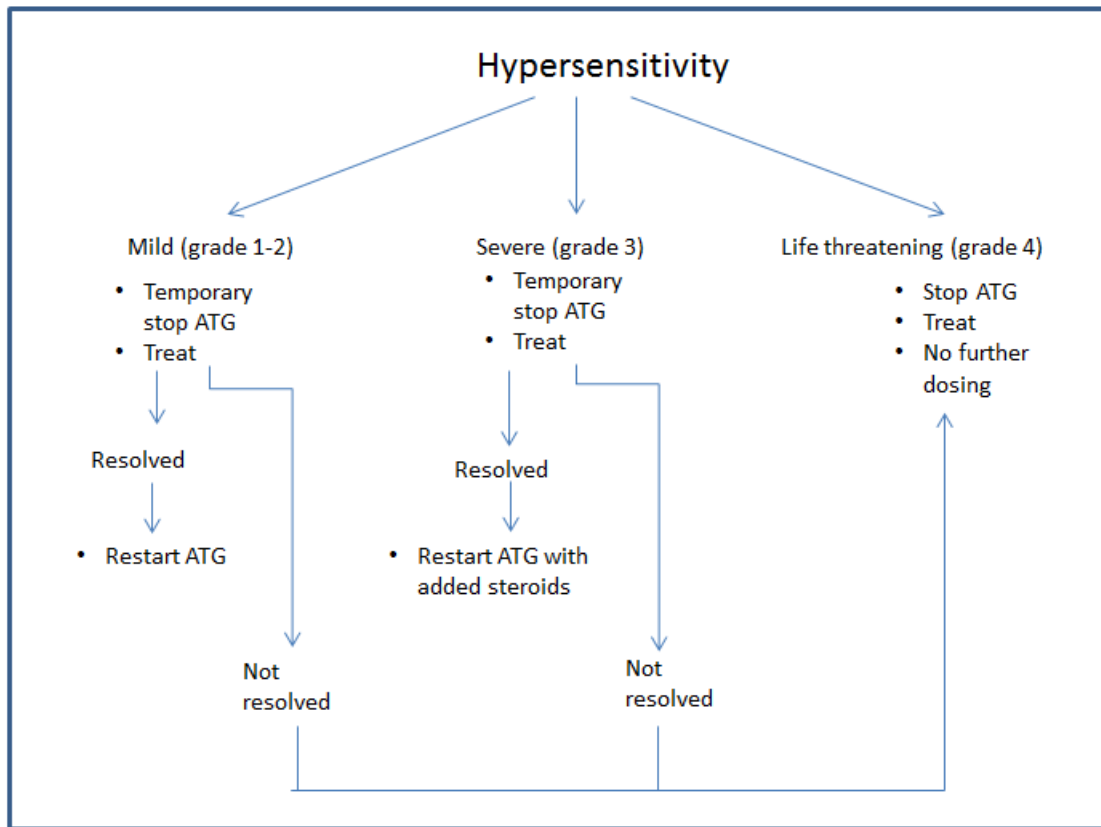 Hypersensitivity
Mild (grade 1-2)
• Temporary
stop ATG
• Treat
Resolved
• Restart ATG
Not
resolved
Severe (grade 3)
• Temporary
stop ATG
• Treat
Resolved
• Restart ATG with
added steroids
Not
resolved
Life threatening (grade 4)
• Stop ATG
• Treat
• No further
dosing